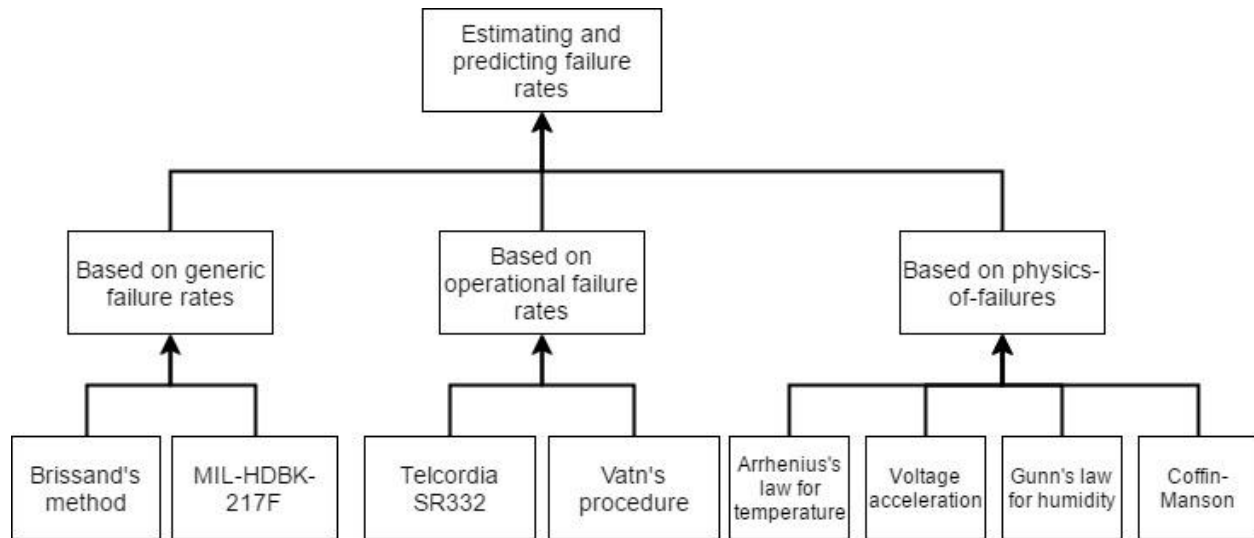 Estimating and
predicting failure
rates
Based on generic
failure rates
Based on
operational failure
rates
Based on physics-
of-failures
Brissand's
method
MIL-HDBK-
217F
Telcordia
SR332
Vatn's
procedure
Arrhenius's
law for
temperature
Voltage
acceleration
Gunn's law
for humidity
Coffin-
Manson